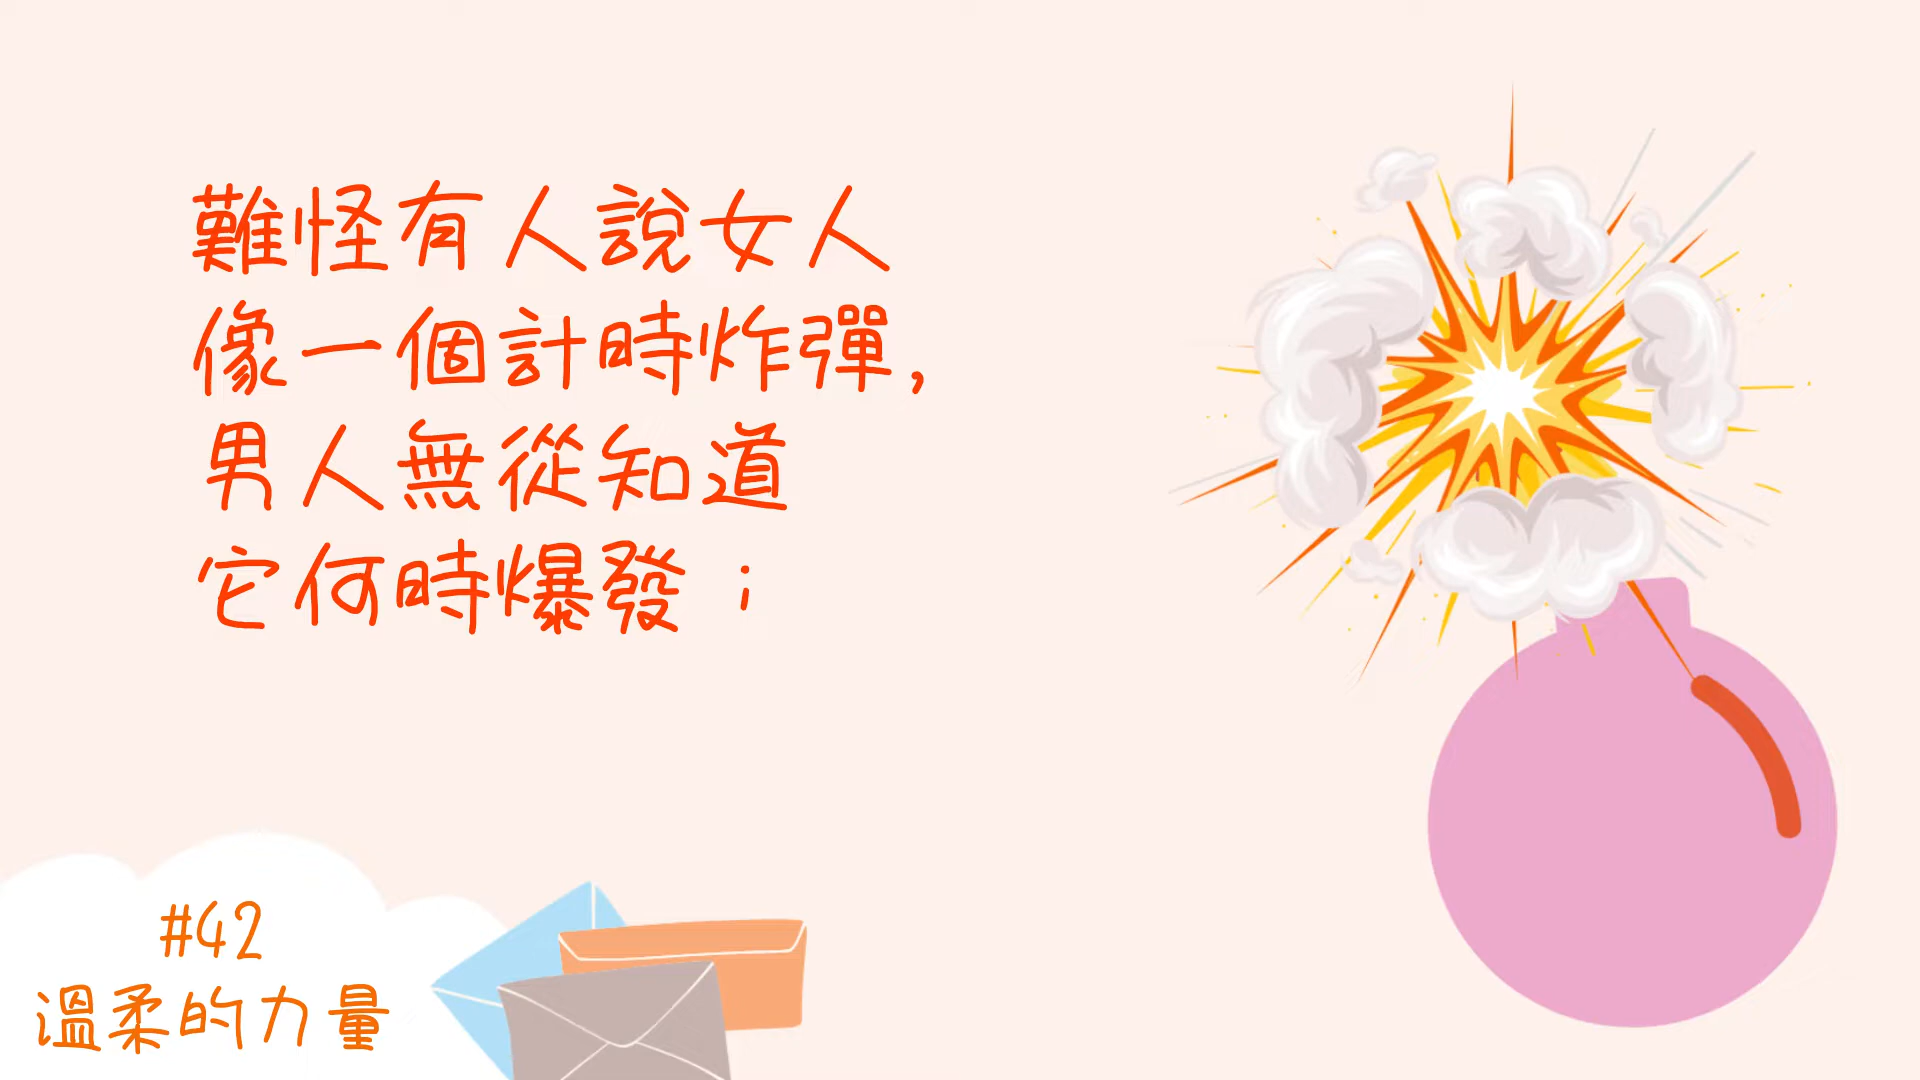 難怪有人說女人
像一個計時炸彈,
男人無從知道
它何時爆發；
#42
溫柔的力量